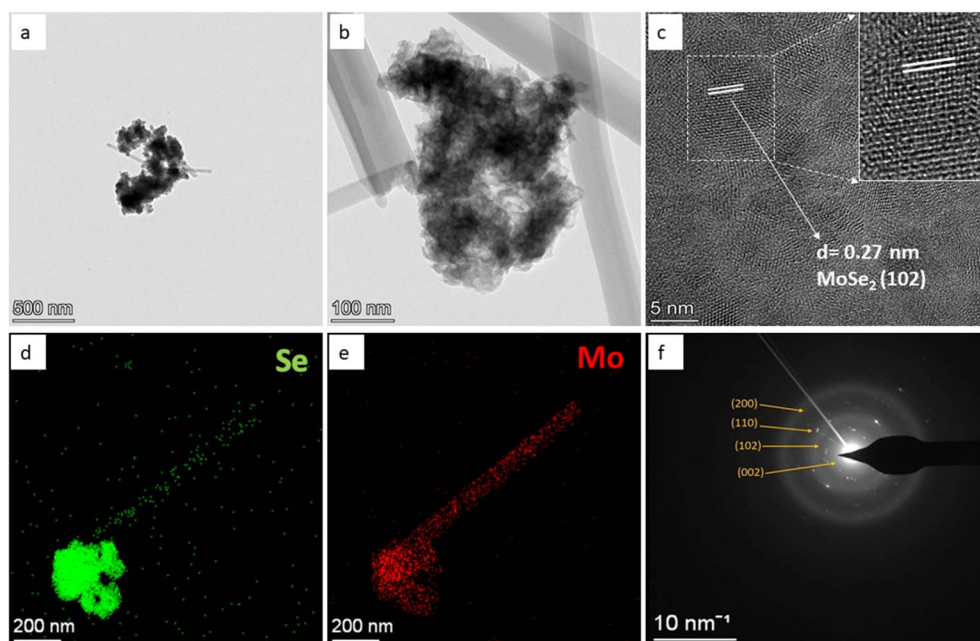 a
500 nm
b
100 nm
c
d= 0.27 nm
MoSe₂ (102)
5 nm
d
Se
200 nm
e
Mo
200 nm
f
(200)
(110)
(102)
(002)
10 nm⁻¹